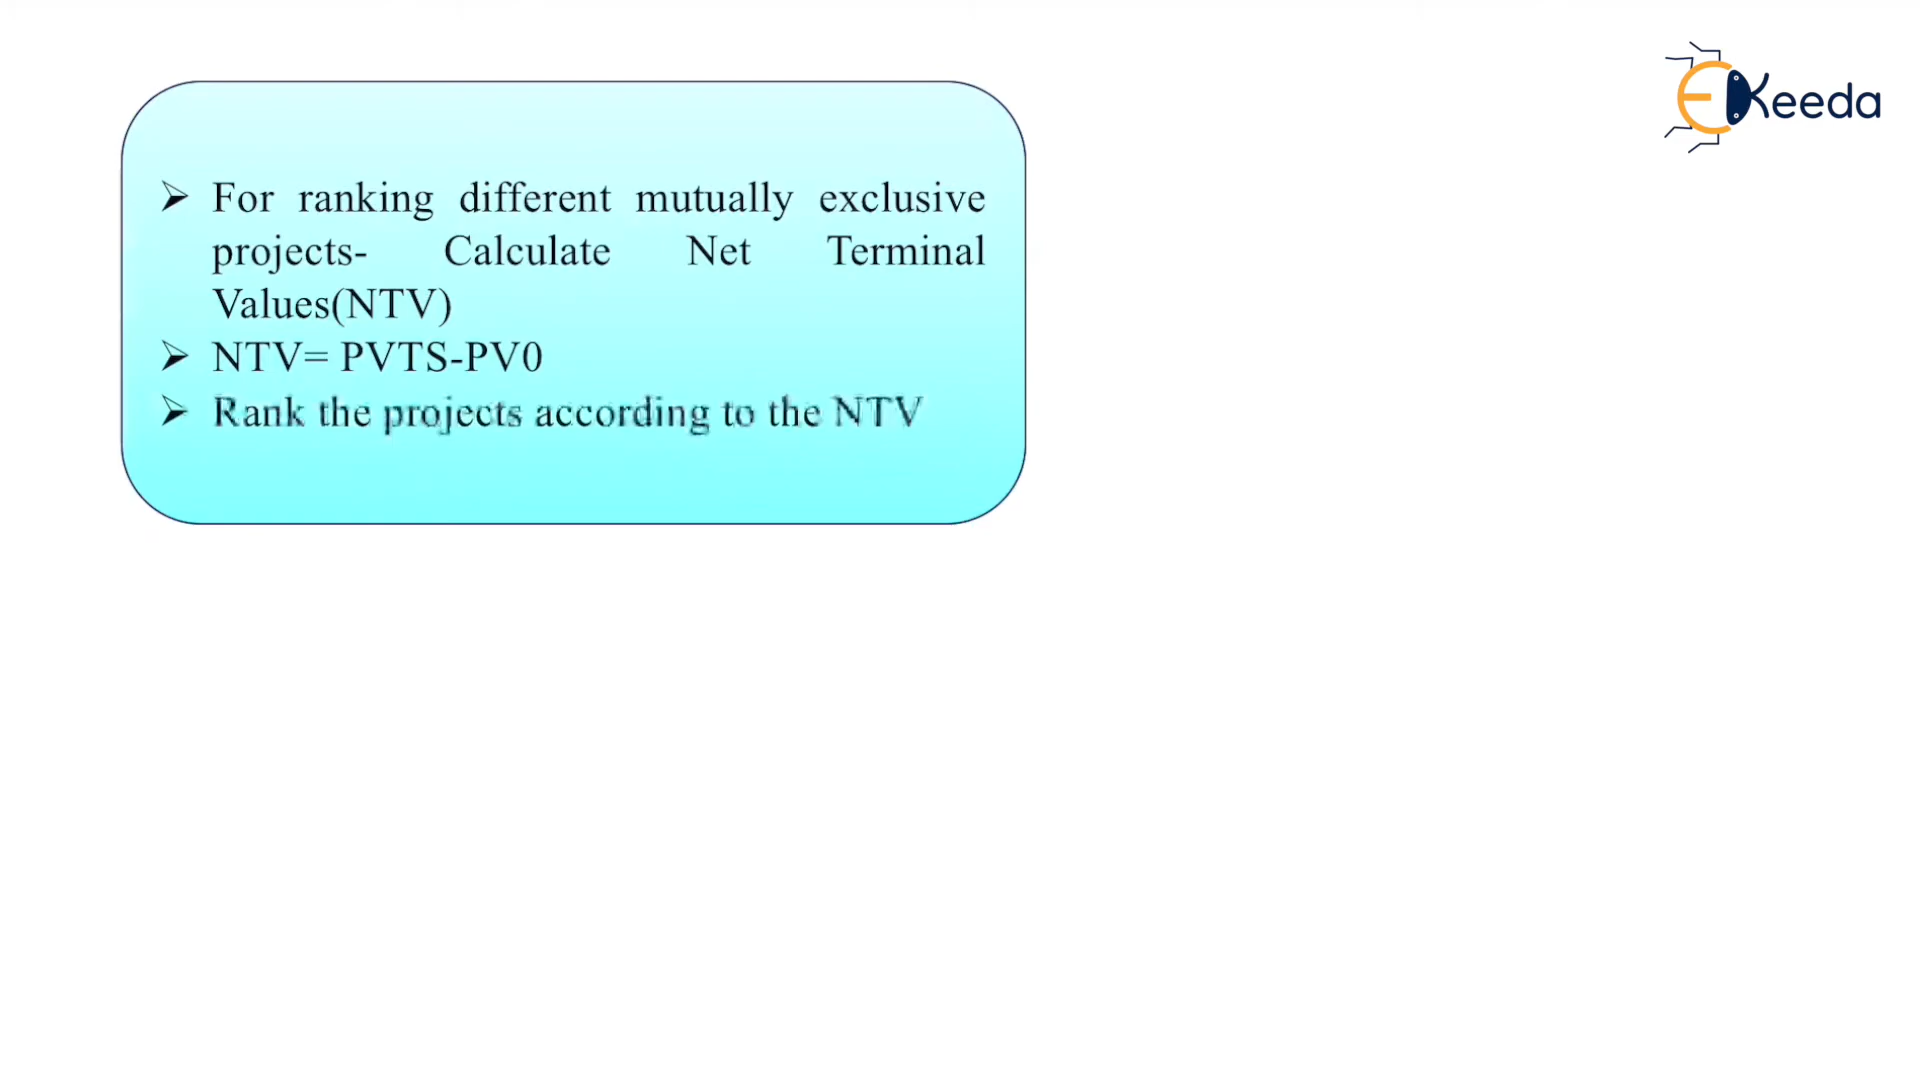 EKeeda
➢ For ranking different mutually exclusive
projects- Calculate Net Terminal
Values(NTV)
➢ NTV= PVTS-PV0
➢ Rank the projects according to the NTV